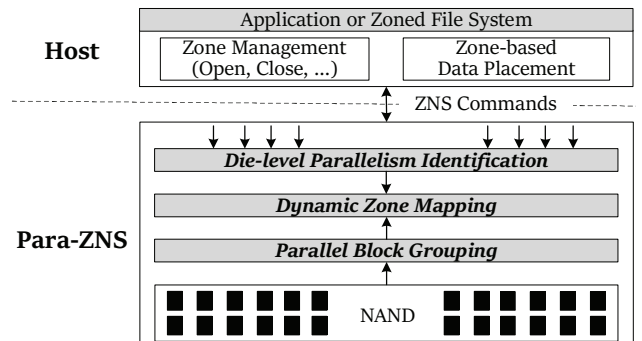 Application or Zoned File System
Host
Zone Management
(Open, Close, ...)
Zone-based
Data Placement
ZNS Commands
Die-level Parallelism Identification
Dynamic Zone Mapping
Para-ZNS
Parallel Block Grouping
NAND